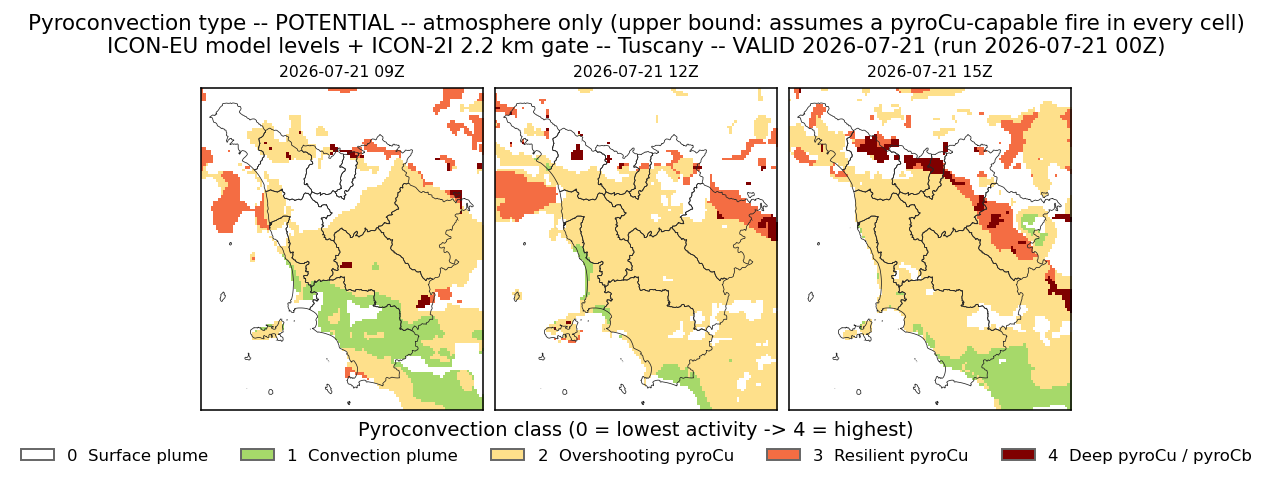 Pyroconvection type -- POTENTIAL -- atmosphere only (upper bound: assumes a pyroCu-capable fire in every cell)
ICON-EU model levels + ICON-2I 2.2 km gate -- Tuscany -- VALID 2026-07-21 (run 2026-07-21 00Z)
2026-07-21 09Z
2026-07-21 12Z
2026-07-21 15Z
Pyroconvection class (0 = lowest activity -> 4 = highest)
0 Surface plume
1 Convection plume
2 Overshooting pyroCu
3 Resilient pyroCu
4 Deep pyroCu / pyroCb